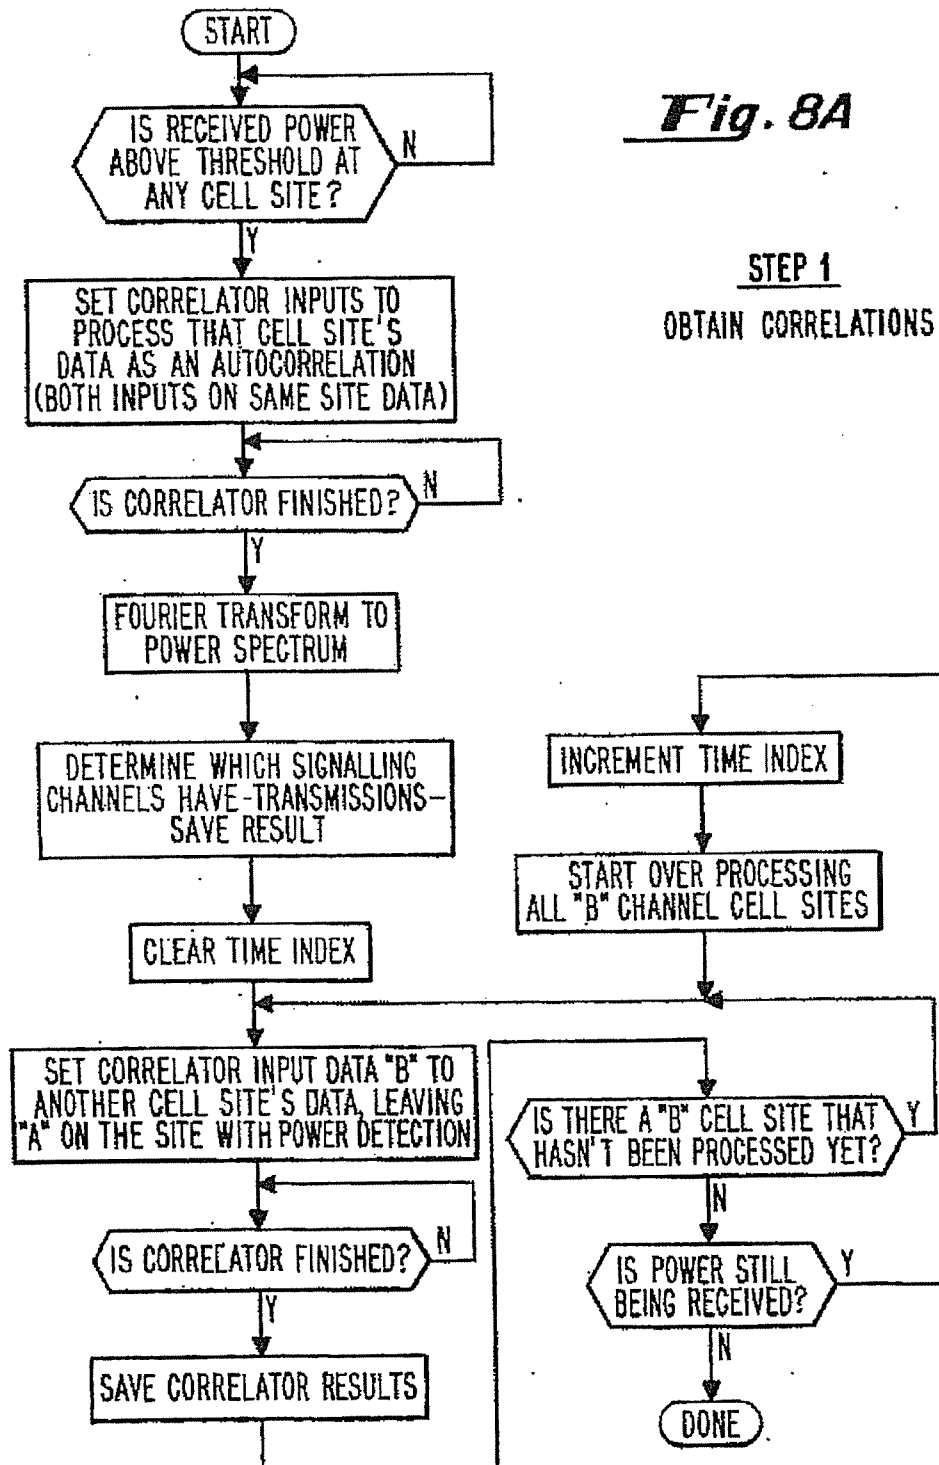 START
Fig. 8A
IS RECEIVED POWER
ABOVE THRESHOLD AT
ANY CELL SITE?
N
Y
STEP 1
OBTAIN CORRELATIONS
SET CORRELATOR INPUTS TO
PROCESS THAT CELL SITE'S
DATA AS AN AUTOCORRELATION
(BOTH INPUTS ON SAME SITE DATA)
IS CORRELATOR FINISHED?
N
Y
FOURIER TRANSFORM TO
POWER SPECTRUM
DETERMINE WHICH SIGNALLING
CHANNELS HAVE-TRANSMISSIONS-
SAVE RESULT
CLEAR TIME INDEX
SET CORRELATOR INPUT DATA "B" TO
ANOTHER CELL SITE'S DATA, LEAVING
"A" ON THE SITE WITH POWER DETECTION
IS CORRELATOR FINISHED?
N
Y
SAVE CORRELATOR RESULTS
INCREMENT TIME INDEX
START OVER PROCESSING
ALL "B" CHANNEL CELL SITES
IS THERE A "B" CELL SITE THAT
HASN'T BEEN PROCESSED YET?
Y
N
IS POWER STILL
BEING RECEIVED?
Y
N
DONE